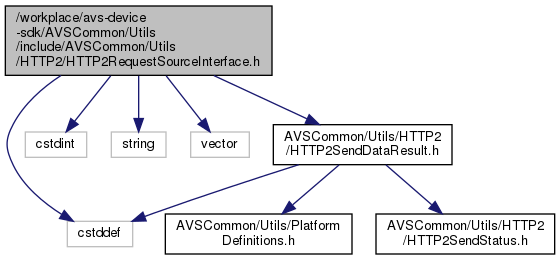 /workplace/avs-device
-sdk/AVSCommon/Utils
/include/AVSCommon/Utils
/HTTP2/HTTP2RequestSourceInterface.h
cstdint
string
vector
AVSCommon/Utils/HTTP2
/HTTP2SendDataResult.h
cstddef
AVSCommon/Utils/Platform
Definitions.h
AVSCommon/Utils/HTTP2
/HTTP2SendStatus.h